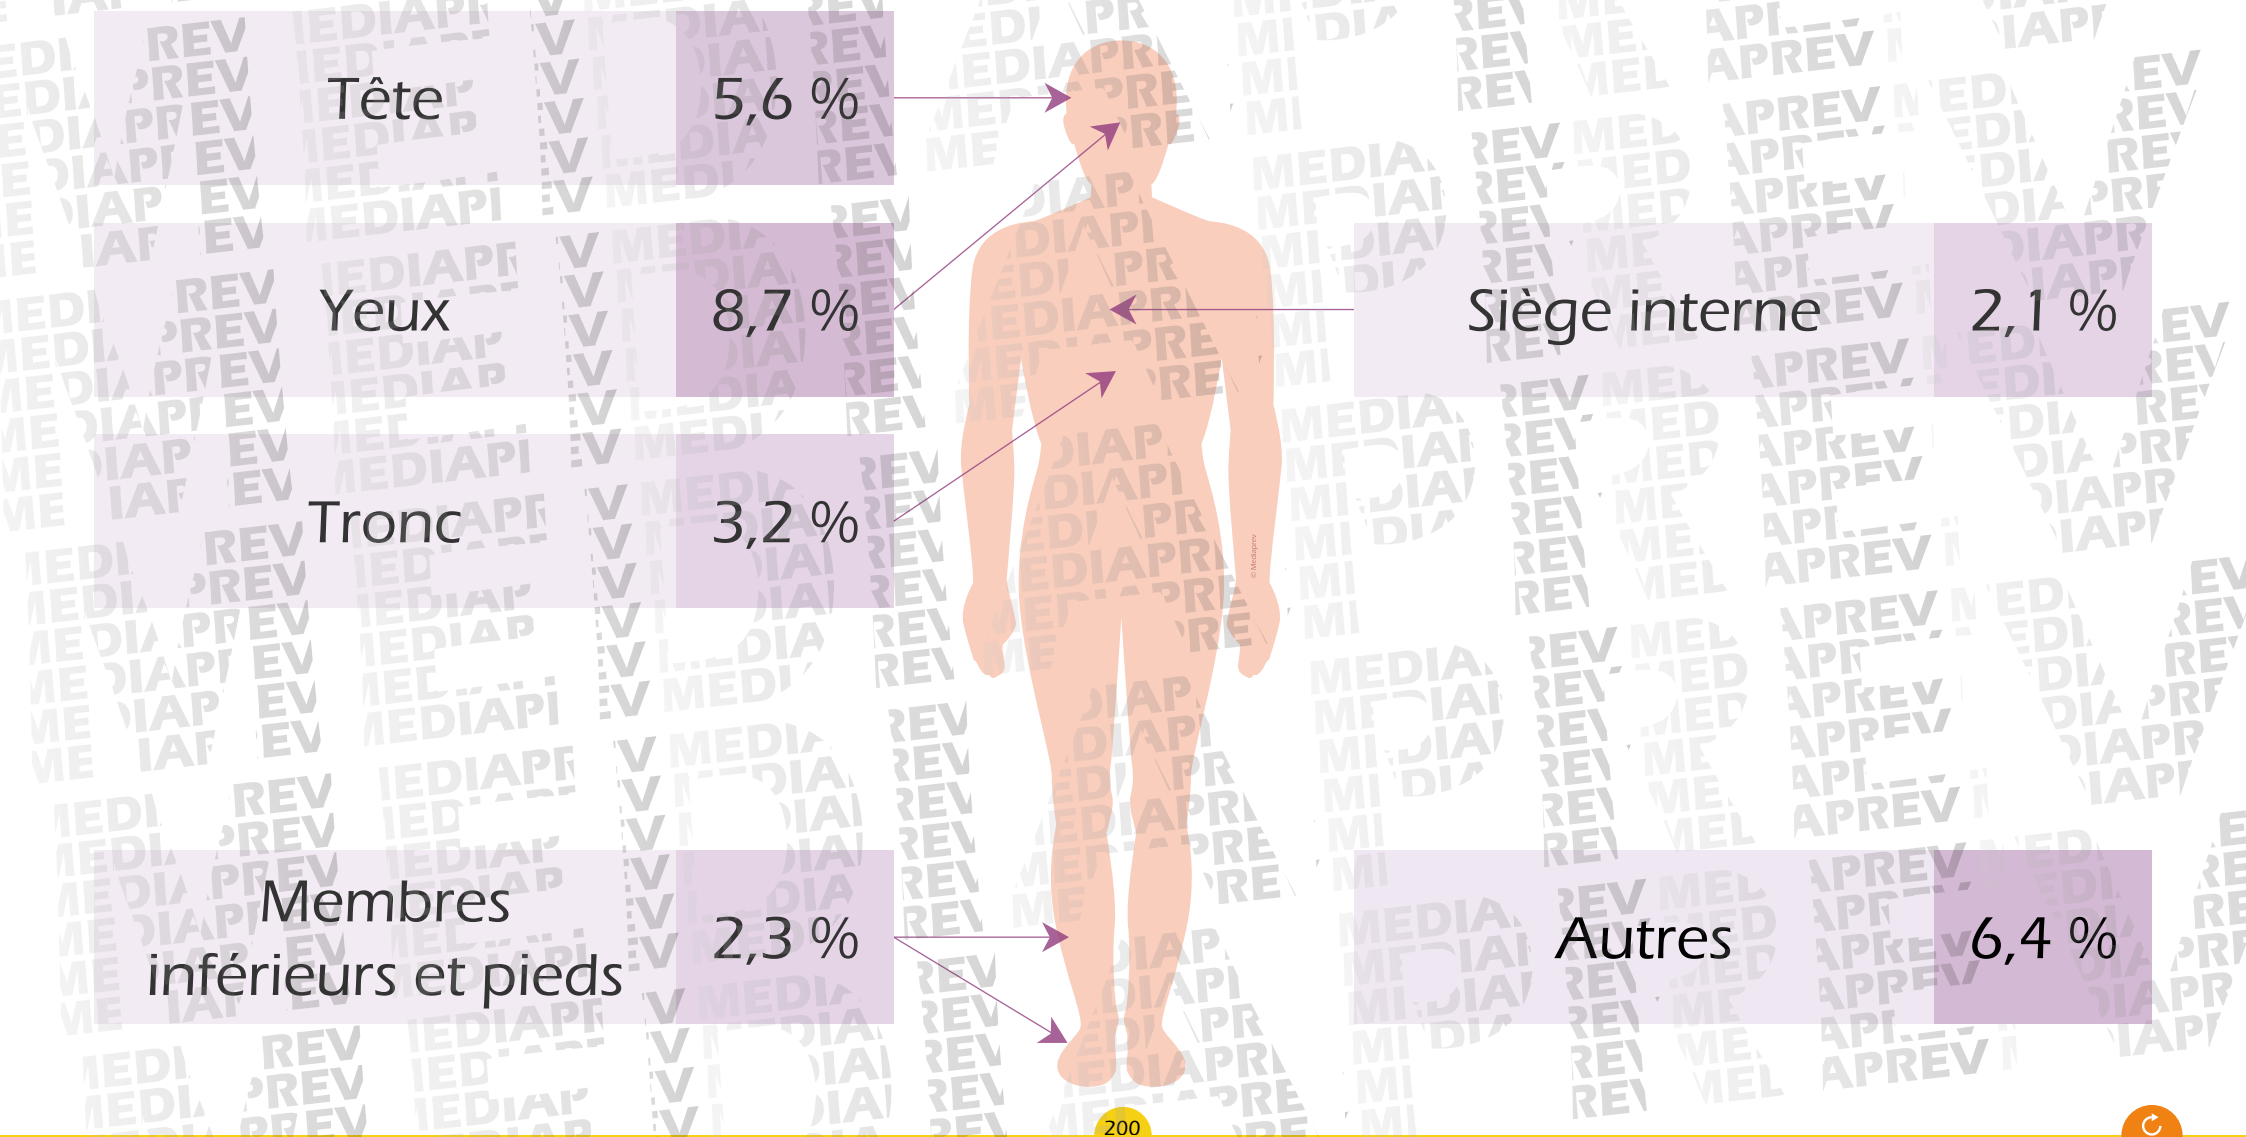 Tête
5,6 %
Yeux
8,7 %
Tronc
3,2 %
Siège interne
2,1 %
Membres
inférieurs et pieds
2,3 %
Autres
6,4 %
© Mediaprev
200